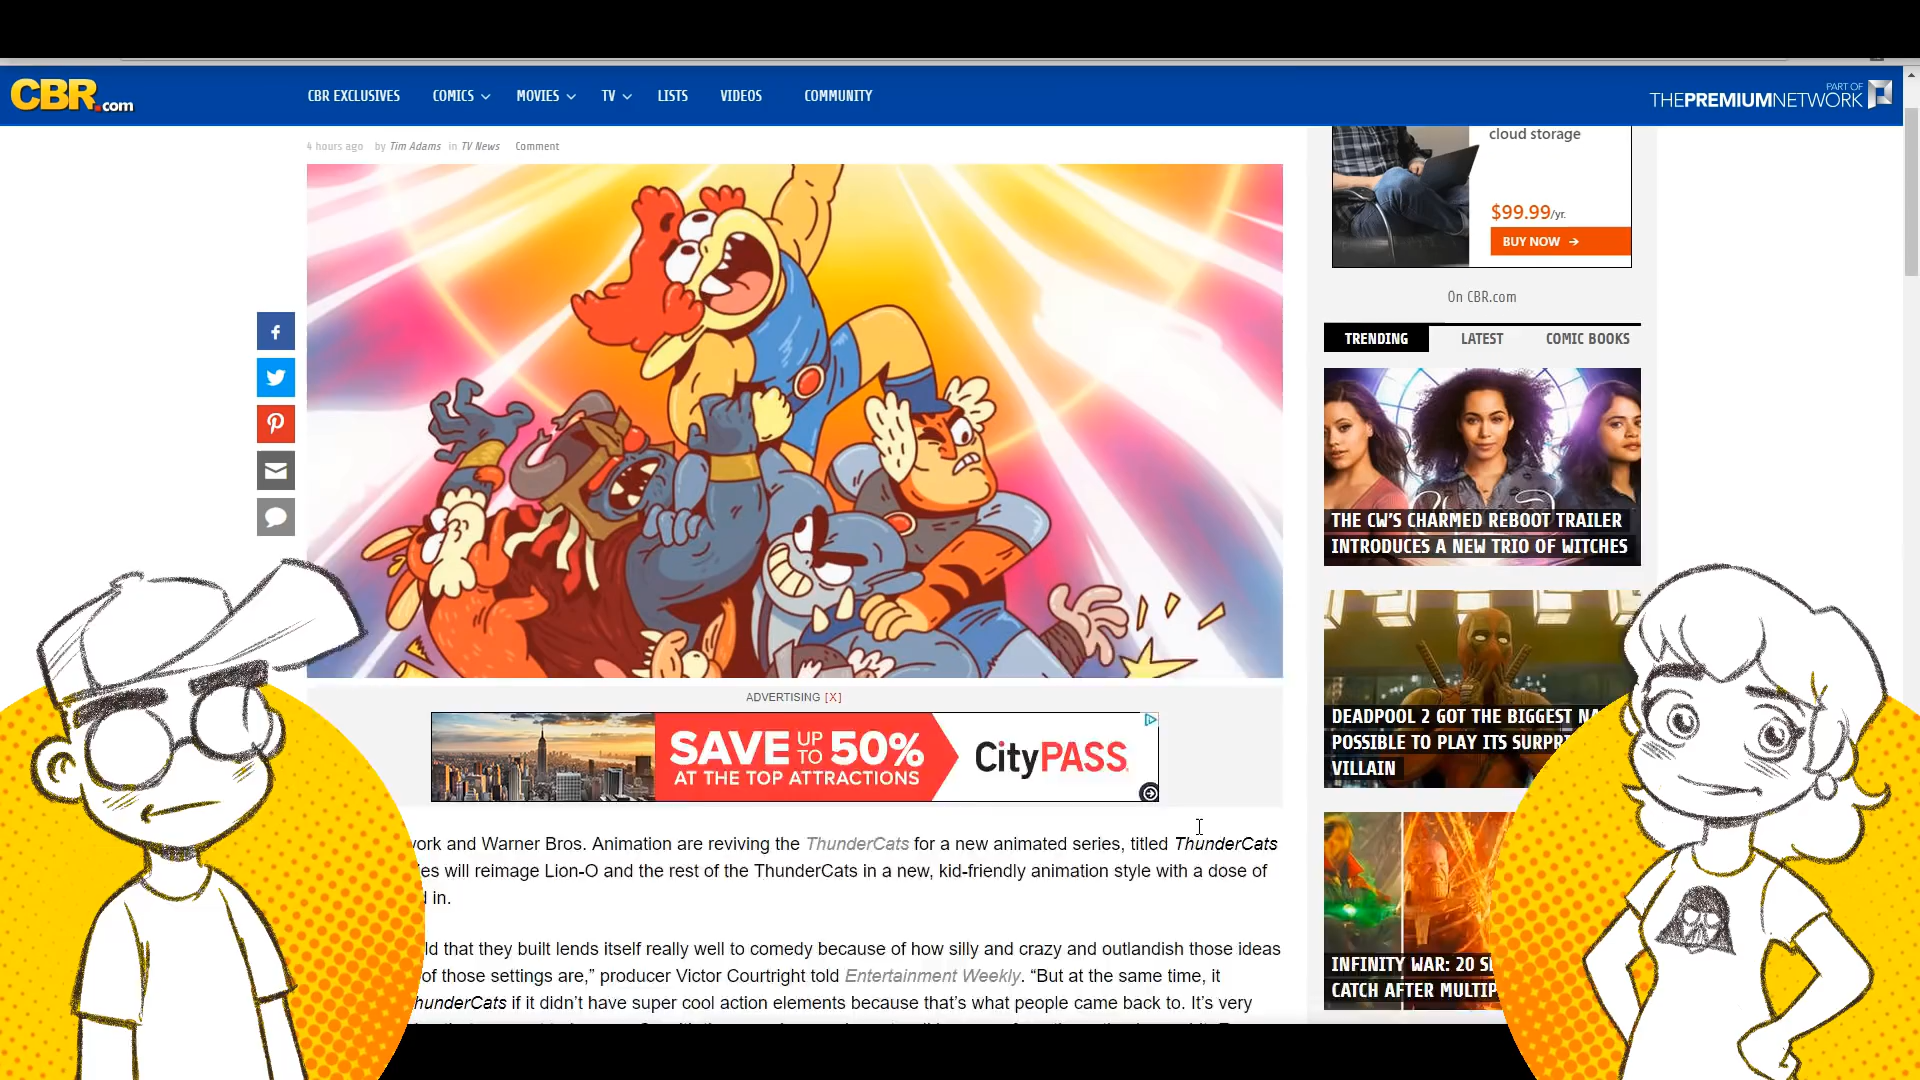 CBR.com
CBR EXCLUSIVES
COMICS
MOVIES
TV
LISTS
VIDEOS
COMMUNITY
PART OF
THEPREMIUMNETWORK
4 hours ago by Tim Adams in TV News Comment
cloud storage
$99.99/yr.
BUY NOW
On CBR.com
TRENDING
LATEST
COMIC BOOKS
THE CW'S CHARMED REBOOT TRAILER
INTRODUCES A NEW TRIO OF WITCHES
DEADPOOL 2 GOT THE BIGGEST
POSSIBLE TO PLAY ITS
VILLAIN
INFINITY WAR: 20
CATCH AFTER
ADVERTISING [X]
SAVE UP TO 50%
AT THE TOP ATTRACTIONS
CityPASS
and Warner Bros. Animation are reviving the ThunderCats for a new animated series, titled ThunderCats
will reimage Lion-O and the rest of the ThunderCats in a new, kid-friendly animation style with a dose of
in.
that they built lends itself really well to comedy because of how silly and crazy and outlandish those ideas
of those settings are,” producer Victor Courtright told Entertainment Weekly. “But at the same time, it
hunderCats if it didn’t have super cool action elements because that’s what people came back to. It’s very